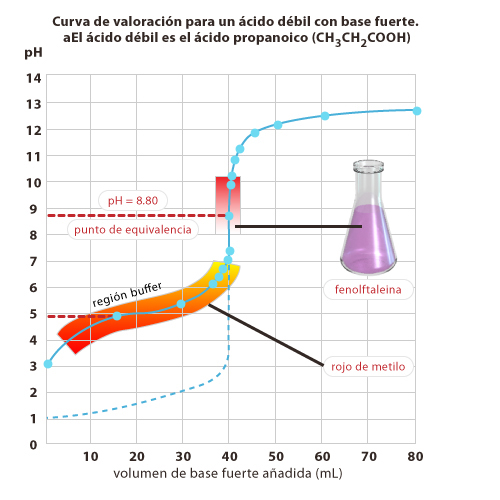 Curva de valoración para un ácido débil con base fuerte.
aEl ácido débil es el ácido propanoico (CH3CH2COOH)
pH
14
13
12
11
10
9
8
7
6
5
4
3
2
1
0
pH = 8.80
punto de equivalencia
región buffer
fenolftaleina
rojo de metilo
10 20 30 40 50 60 70 80
volumen de base fuerte añadida (mL)